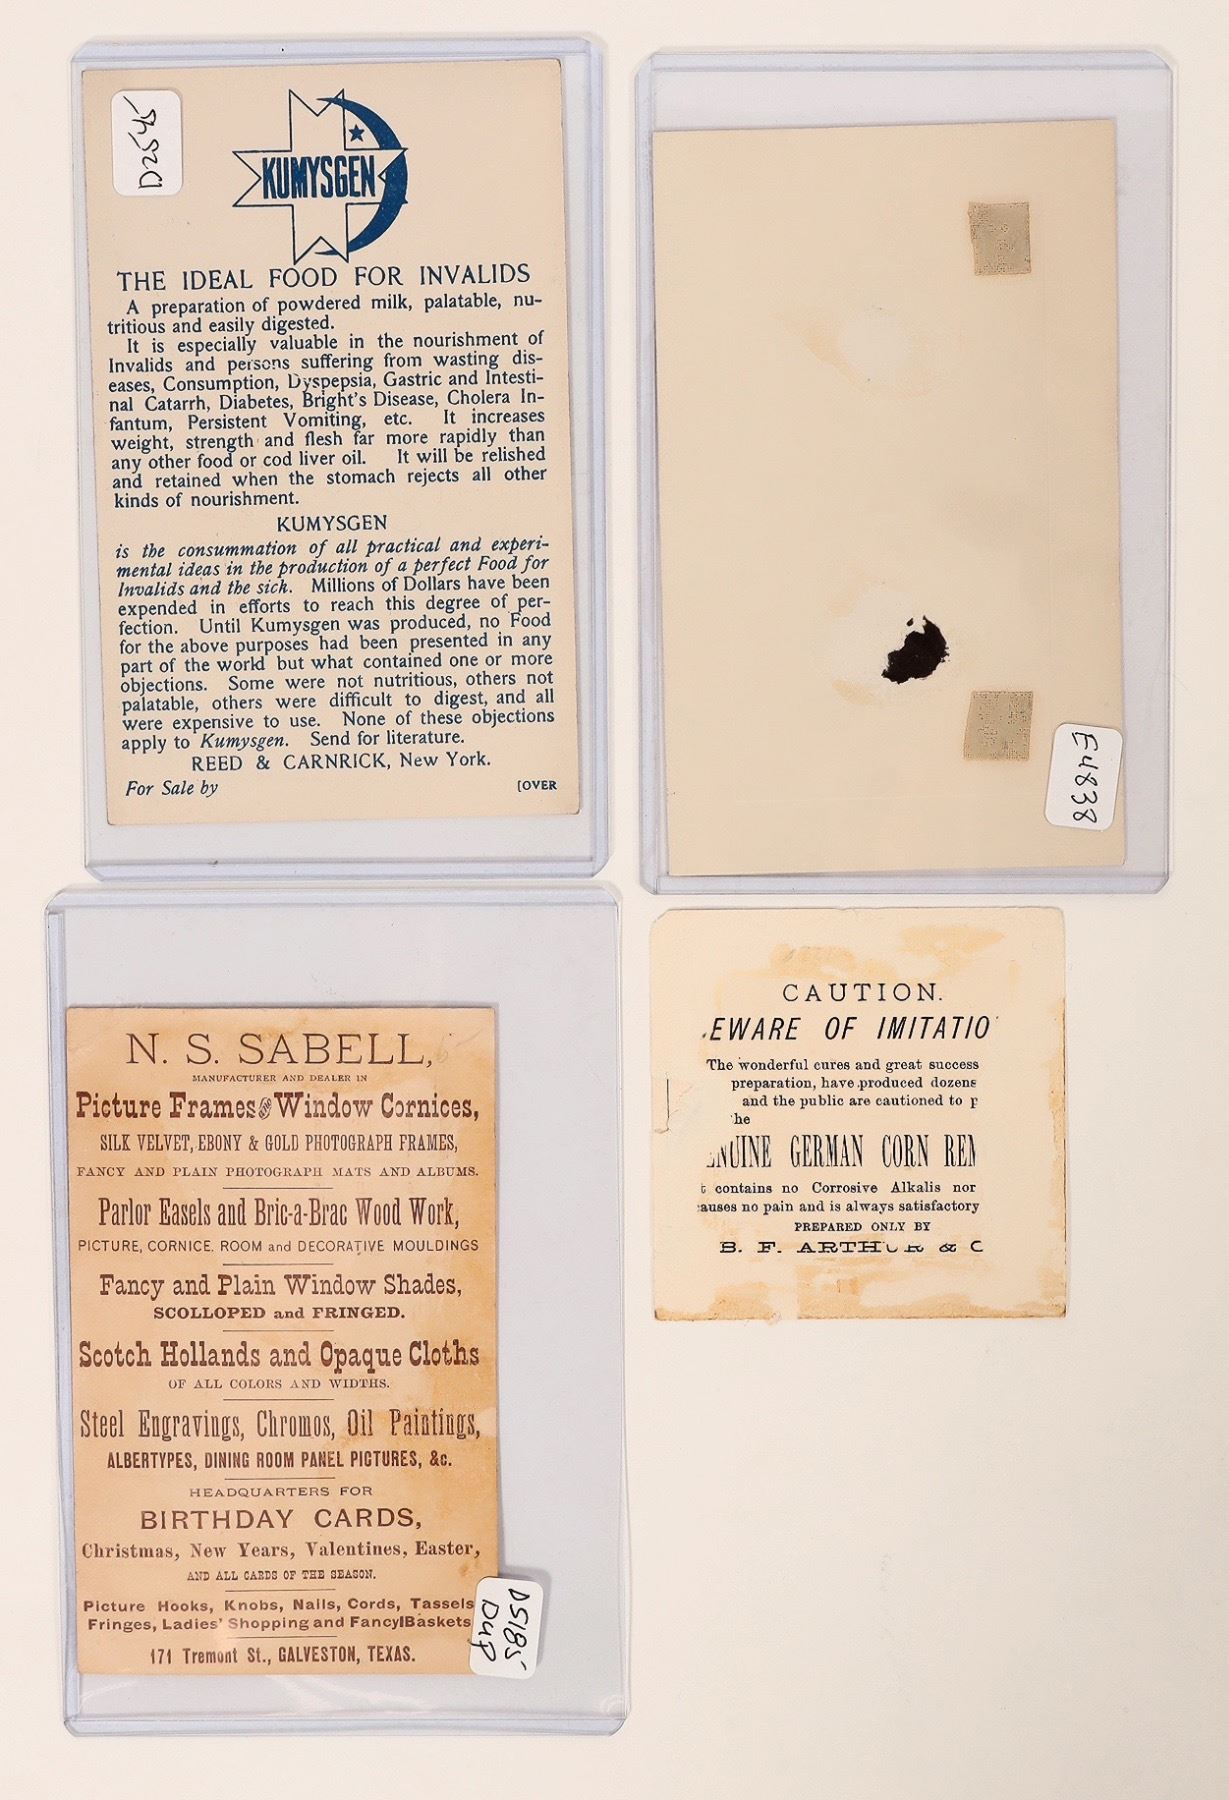 D2545
KUMYSGEN
THE IDEAL FOOD FOR INVALIDS
A preparation of powdered milk, palatable, nu-
tritious and easily digested.
It is especially valuable in the nourishment of
Invalids and persons suffering from wasting dis-
eases, Consumption, Dyspepsia, Gastric and Intesti-
nal Catarrh, Diabetes, Bright's Disease, Cholera In-
fantum, Persistent Vomiting, etc. It increases
weight, strength and flesh far more rapidly than
any other food or cod liver oil. It will be relished
and retained when the stomach rejects all other
kinds of nourishment.
KUMYSGEN
is the consummation of all practical and experi-
mental ideas in the production of a perfect Food for
Invalids and the sick. Millions of Dollars have been
expended in efforts to reach this degree of per-
fection. Until Kumysgen was produced, no Food
for the above purposes had been presented in any
part of the world but what contained one or more
objections. Some were not nutritious, others not
palatable, others were difficult to digest, and all
were expensive to use. None of these objections
apply to Kumysgen. Send for literature.
REED & CARNRICK, New York.
For Sale by [OVER
E4838
N. S. SABELL,
MANUFACTURER AND DEALER IN
Picture Frames and Window Cornices,
SILK VELVET, EBONY & GOLD PHOTOGRAPH FRAMES,
FANCY AND PLAIN PHOTOGRAPH MATS AND ALBUMS.
Parlor Easels and Bric-a-Brac Wood Work,
PICTURE, CORNICE, ROOM and DECORATIVE MOULDINGS
Fancy and Plain Window Shades,
SCOLLOPED and FRINGED.
Scotch Hollands and Opaque Cloths
OF ALL COLORS AND WIDTHS.
Steel Engravings, Chromos, Oil Paintings,
ALBERTYPES, DINING ROOM PANEL PICTURES, &c.
HEADQUARTERS FOR
BIRTHDAY CARDS,
Christmas, New Years, Valentines, Easter,
AND ALL CARDS OF THE SEASON.
Picture Hooks, Knobs, Nails, Cords, Tassels
Fringes, Ladies' Shopping and Fancy Baskets
171 Tremont St., GALVESTON, TEXAS.
D5185
Dup
CAUTION.
EWARE OF IMITATIO
The wonderful cures and great success
preparation, have produced dozens
and the public are cautioned to p
he
ENUINE GERMAN CORN REM
t contains no Corrosive Alkalis nor
auses no pain and is always satisfactory
PREPARED ONLY BY
B. F. ARTHUR & C